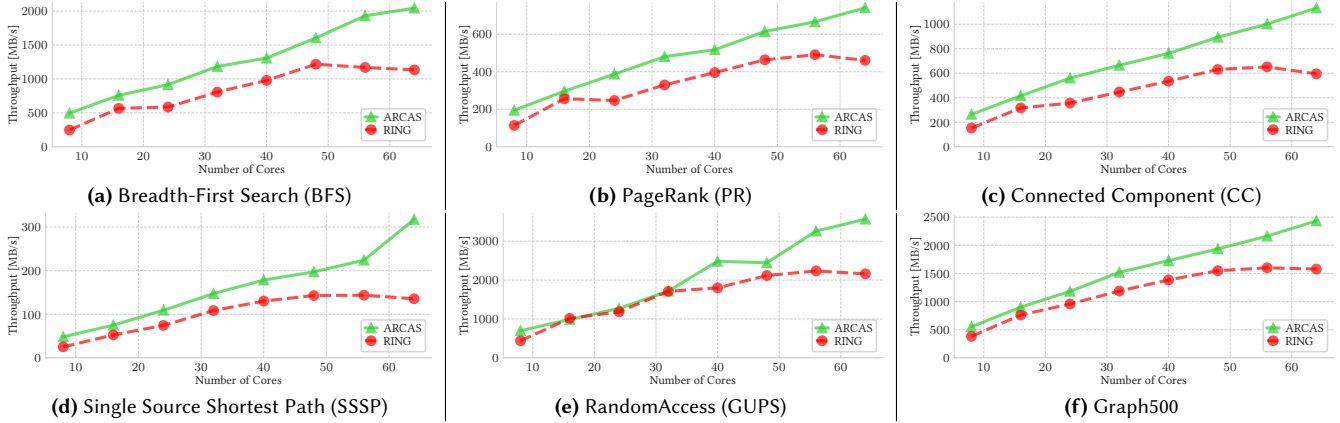 2000
1500
1000
500
0
Throughput [MB/s]
ARCAS
RING
10 20 30 40 50 60
Number of Cores
(a) Breadth-First Search (BFS)
600
400
200
0
Throughput [MB/s]
ARCAS
RING
10 20 30 40 50 60
Number of Cores
(b) PageRank (PR)
1000
800
600
400
200
0
Throughput [MB/s]
ARCAS
RING
10 20 30 40 50 60
Number of Cores
(c) Connected Component (CC)
300
200
100
0
Throughput [MB/s]
ARCAS
RING
10 20 30 40 50 60
Number of Cores
(d) Single Source Shortest Path (SSSP)
3000
2000
1000
0
Throughput [MB/s]
ARCAS
RING
10 20 30 40 50 60
Number of Cores
(e) RandomAccess (GUPS)
2500
2000
1500
1000
500
0
Throughput [MB/s]
ARCAS
RING
10 20 30 40 50 60
Number of Cores
(f) Graph500